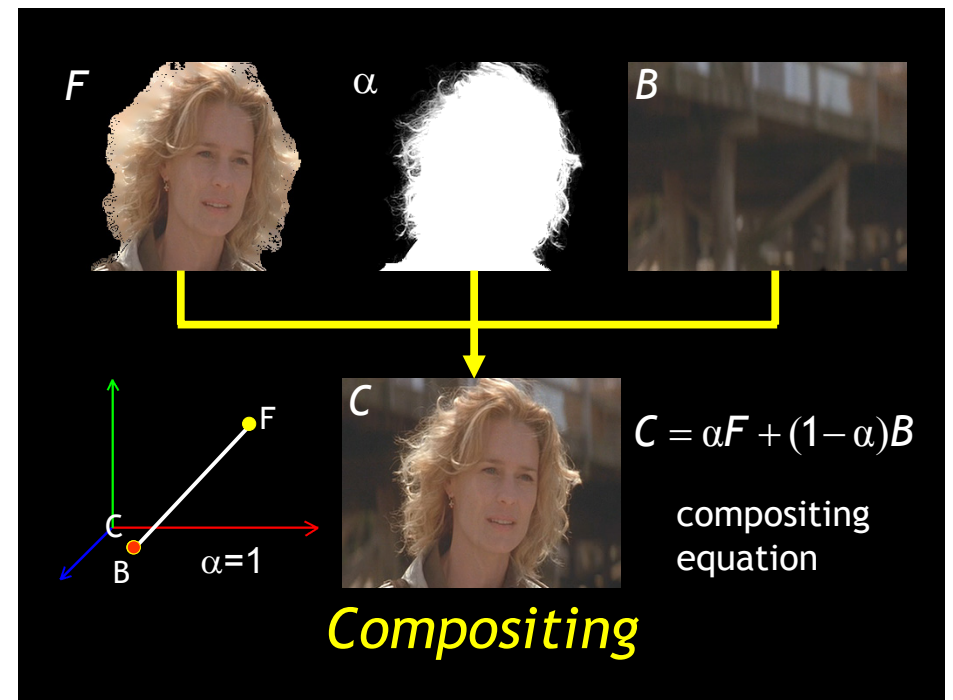 F
α
B
C
F
C = αF + (1− α)B
C
compositing
equation
B
α=1
Compositing